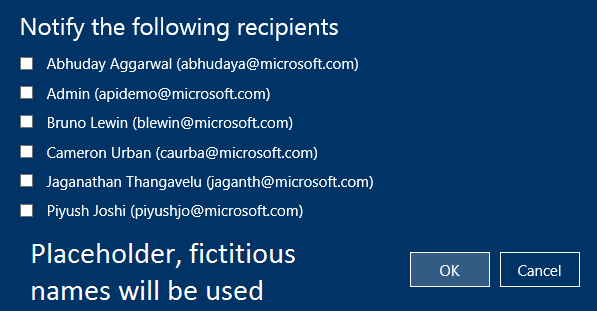 Notify the following recipients
Abhuday Aggarwal (abhudaya@microsoft.com)
Admin (apidemo@microsoft.com)
Bruno Lewin (blewin@microsoft.com)
Cameron Urban (caurba@microsoft.com)
Jaganathan Thangavelu (jaganth@microsoft.com)
Piyush Joshi (piyushjo@microsoft.com)
Placeholder, fictitious
names will be used
OK Cancel